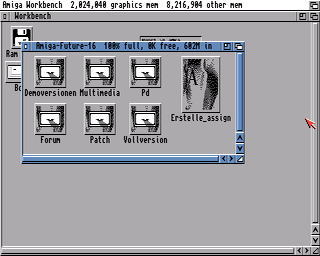 Amiga Workbench 2,024,040 graphics mem 8,216,904 other mem
Workbench
Amiga-Future-16 100% full, 0K free, 602M in
Ram
Demoversionen Multimedia Pd
Erstelle_assign
Forum Patch Vollversion